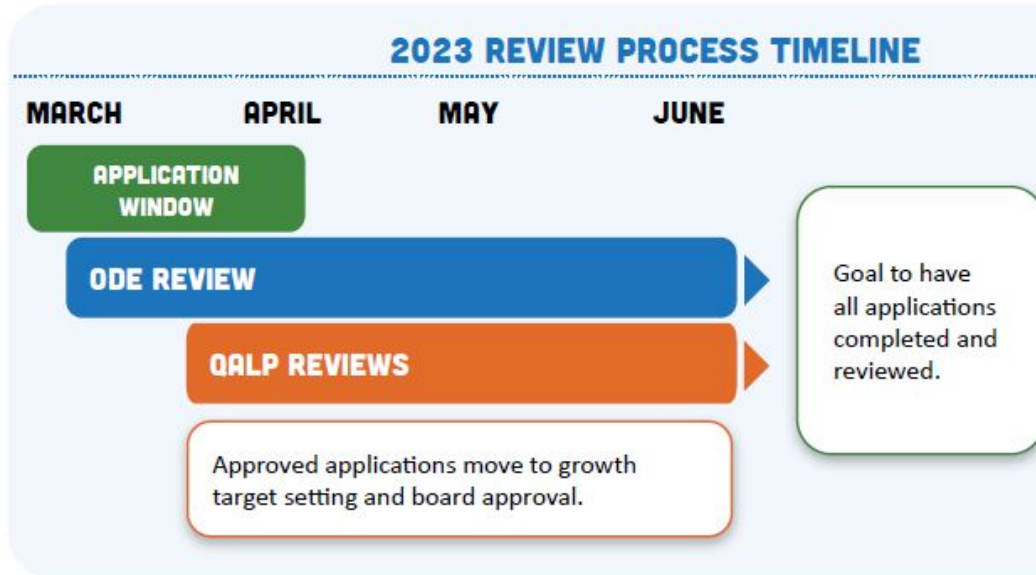 2023 REVIEW PROCESS TIMELINE
MARCH APRIL MAY JUNE
APPLICATION
WINDOW
ODE REVIEW
QALP REVIEWS
Goal to have
all applications
completed and
reviewed.
Approved applications move to growth
target setting and board approval.